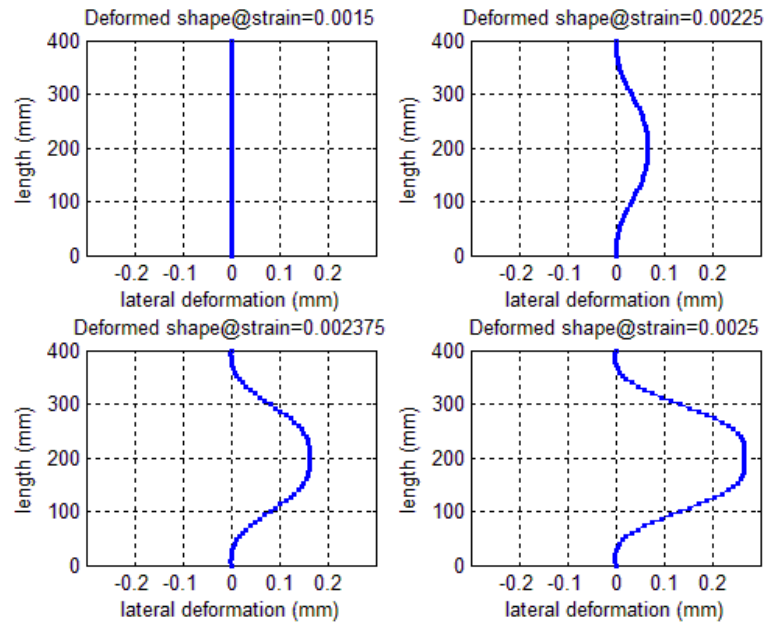 Deformed shape@strain=0.0015
400
300
200
100
0
length (mm)
-0.2 -0.1 0 0.1 0.2
lateral deformation (mm)
Deformed shape@strain=0.00225
400
300
200
100
0
length (mm)
-0.2 -0.1 0 0.1 0.2
lateral deformation (mm)
Deformed shape@strain=0.002375
400
300
200
100
0
length (mm)
-0.2 -0.1 0 0.1 0.2
lateral deformation (mm)
Deformed shape@strain=0.0025
400
300
200
100
0
length (mm)
-0.2 -0.1 0 0.1 0.2
lateral deformation (mm)